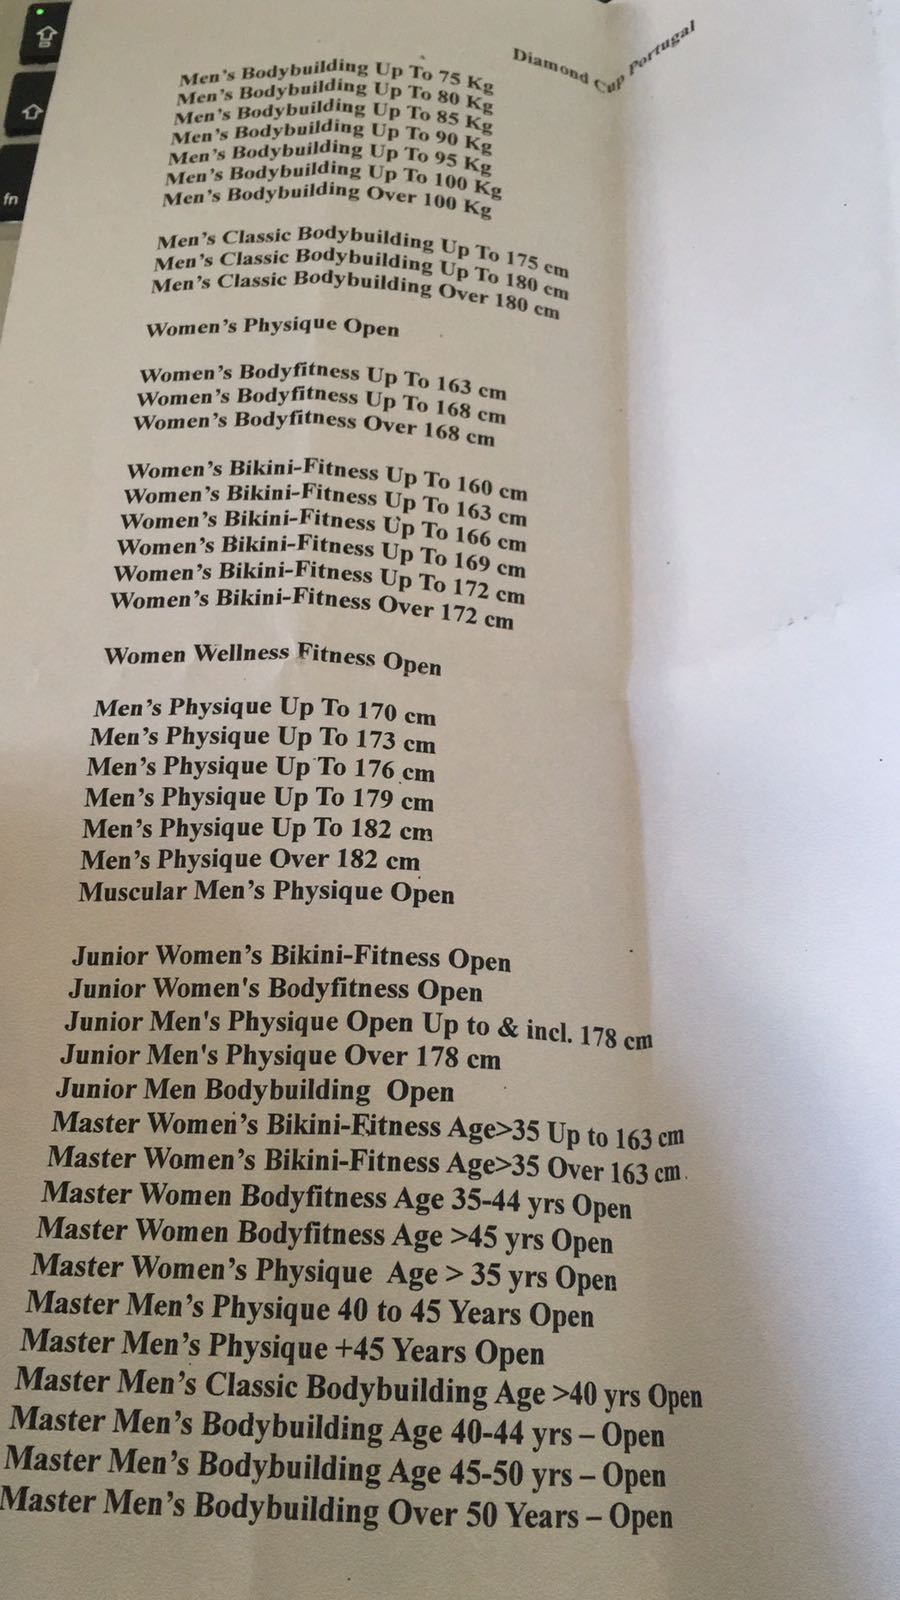 Diamond Cup Portugal
Men's Bodybuilding Up To 75 Kg
Men's Bodybuilding Up To 80 Kg
Men's Bodybuilding Up To 85 Kg
Men's Bodybuilding Up To 90 Kg
Men's Bodybuilding Up To 95 Kg
Men's Bodybuilding Up To 100 Kg
Men's Bodybuilding Over 100 Kg
Men's Classic Bodybuilding Up To 175 cm
Men's Classic Bodybuilding Up To 180 cm
Men's Classic Bodybuilding Over 180 cm
Women's Physique Open
Women's Bodyfitness Up To 163 cm
Women's Bodyfitness Up To 168 cm
Women's Bodyfitness Over 168 cm
Women's Bikini-Fitness Up To 160 cm
Women's Bikini-Fitness Up To 163 cm
Women's Bikini-Fitness Up To 166 cm
Women's Bikini-Fitness Up To 169 cm
Women's Bikini-Fitness Up To 172 cm
Women's Bikini-Fitness Over 172 cm
Women Wellness Fitness Open
Men's Physique Up To 170 cm
Men's Physique Up To 173 cm
Men's Physique Up To 176 cm
Men's Physique Up To 179 cm
Men's Physique Up To 182 cm
Men's Physique Over 182 cm
Muscular Men's Physique Open
Junior Women's Bikini-Fitness Open
Junior Women's Bodyfitness Open
Junior Men's Physique Open Up to & incl. 178 cm
Junior Men's Physique Over 178 cm
Junior Men Bodybuilding Open
Master Women's Bikini-Fitness Age>35 Up to 163 cm
Master Women's Bikini-Fitness Age>35 Over 163 cm
Master Women Bodyfitness Age 35-44 yrs Open
Master Women Bodyfitness Age >45 yrs Open
Master Women's Physique Age > 35 yrs Open
Master Men's Physique 40 to 45 Years Open
Master Men's Physique +45 Years Open
Master Men's Classic Bodybuilding Age >40 yrs Open
Master Men's Bodybuilding Age 40-44 yrs – Open
Master Men's Bodybuilding Age 45-50 yrs – Open
Master Men's Bodybuilding Over 50 Years – Open
fn